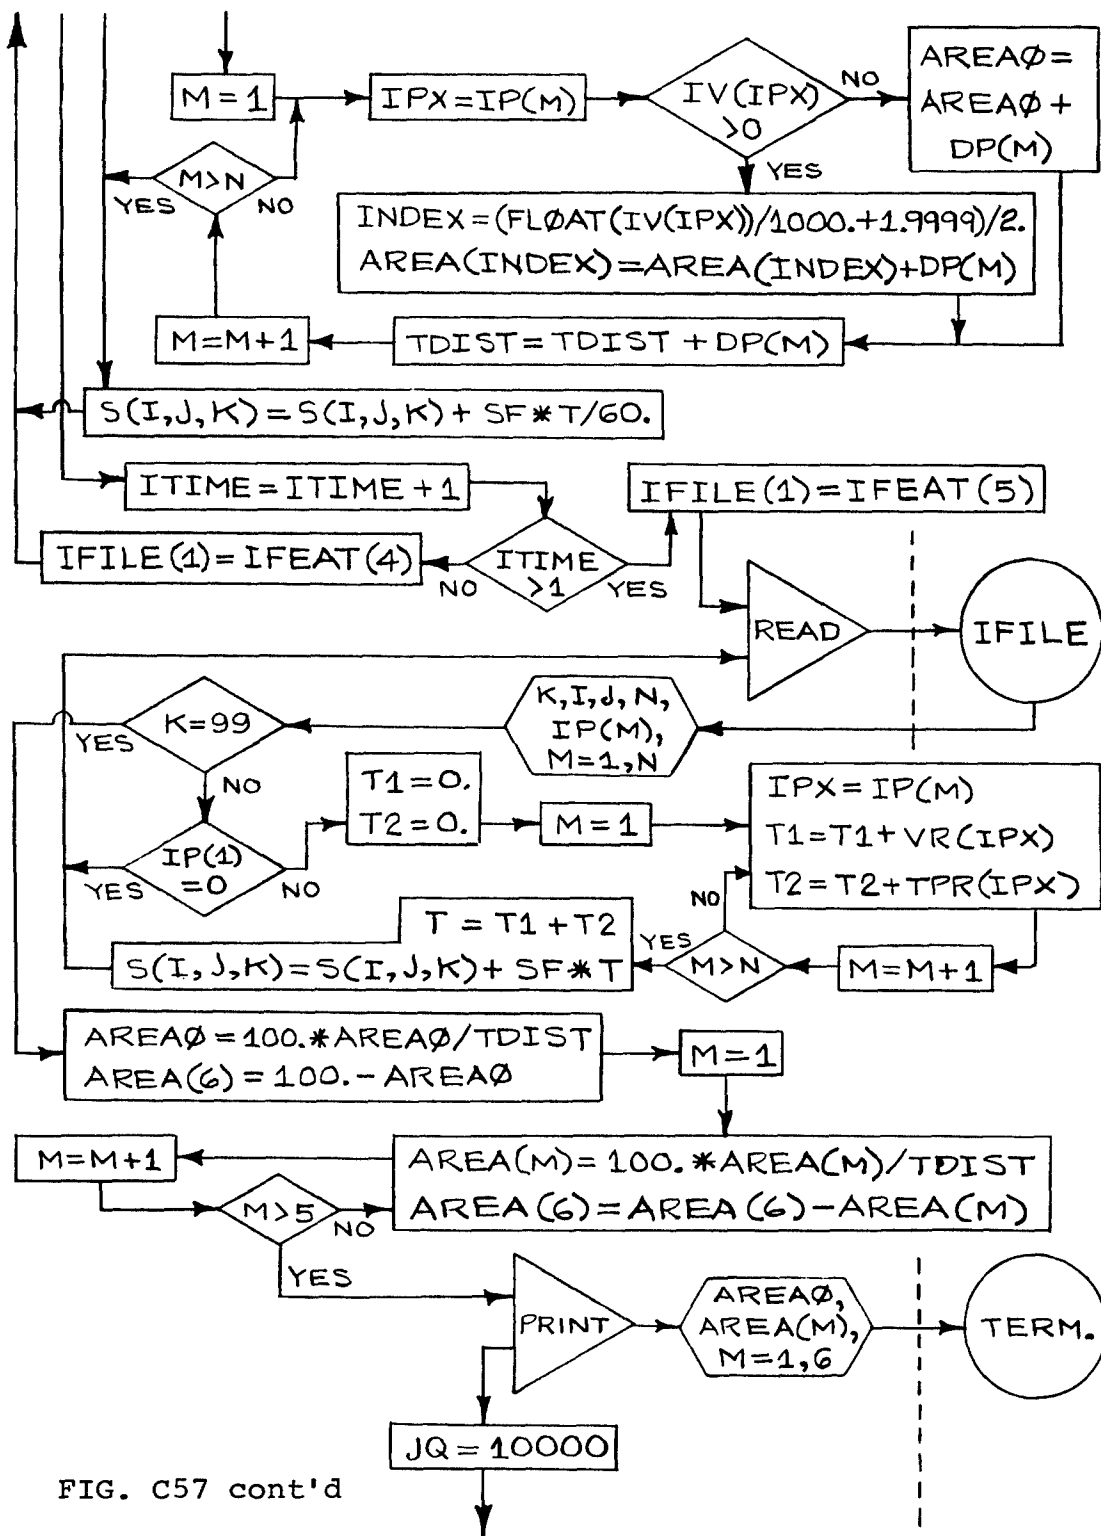 M=1
IPX=IP(M)
IV(IPX)
>0
NO
YES
AREAØ=
AREAØ+
DP(M)
M>N
YES
NO
INDEX=(FLØAT(IV(IPX))/1000.+1.9999)/2.
AREA(INDEX)=AREA(INDEX)+DP(M)
M=M+1
TDIST=TDIST+DP(M)
S(I,J,K)=S(I,J,K)+SF*T/60.
ITIME=ITIME+1
IFILE(1)=IFEAT(5)
IFILE(1)=IFEAT(4)
NO
ITIME
>1
YES
READ
IFILE
K=99
YES
NO
K,I,J,N,
IP(M),
M=1,N
T1=0.
T2=0.
M=1
IPX=IP(M)
T1=T1+VR(IPX)
T2=T2+TPR(IPX)
IP(1)
=0
YES
NO
NO
T=T1+T2
S(I,J,K)=S(I,J,K)+SF*T
YES
M>N
M=M+1
AREAØ=100.*AREAØ/TDIST
AREA(6)=100.-AREAØ
M=1
M=M+1
AREA(M)=100.*AREA(M)/TDIST
AREA(6)=AREA(6)-AREA(M)
M>5
NO
YES
PRINT
AREAØ,
AREA(M),
M=1,6
TERM.
JQ=10000
FIG. C57 cont'd